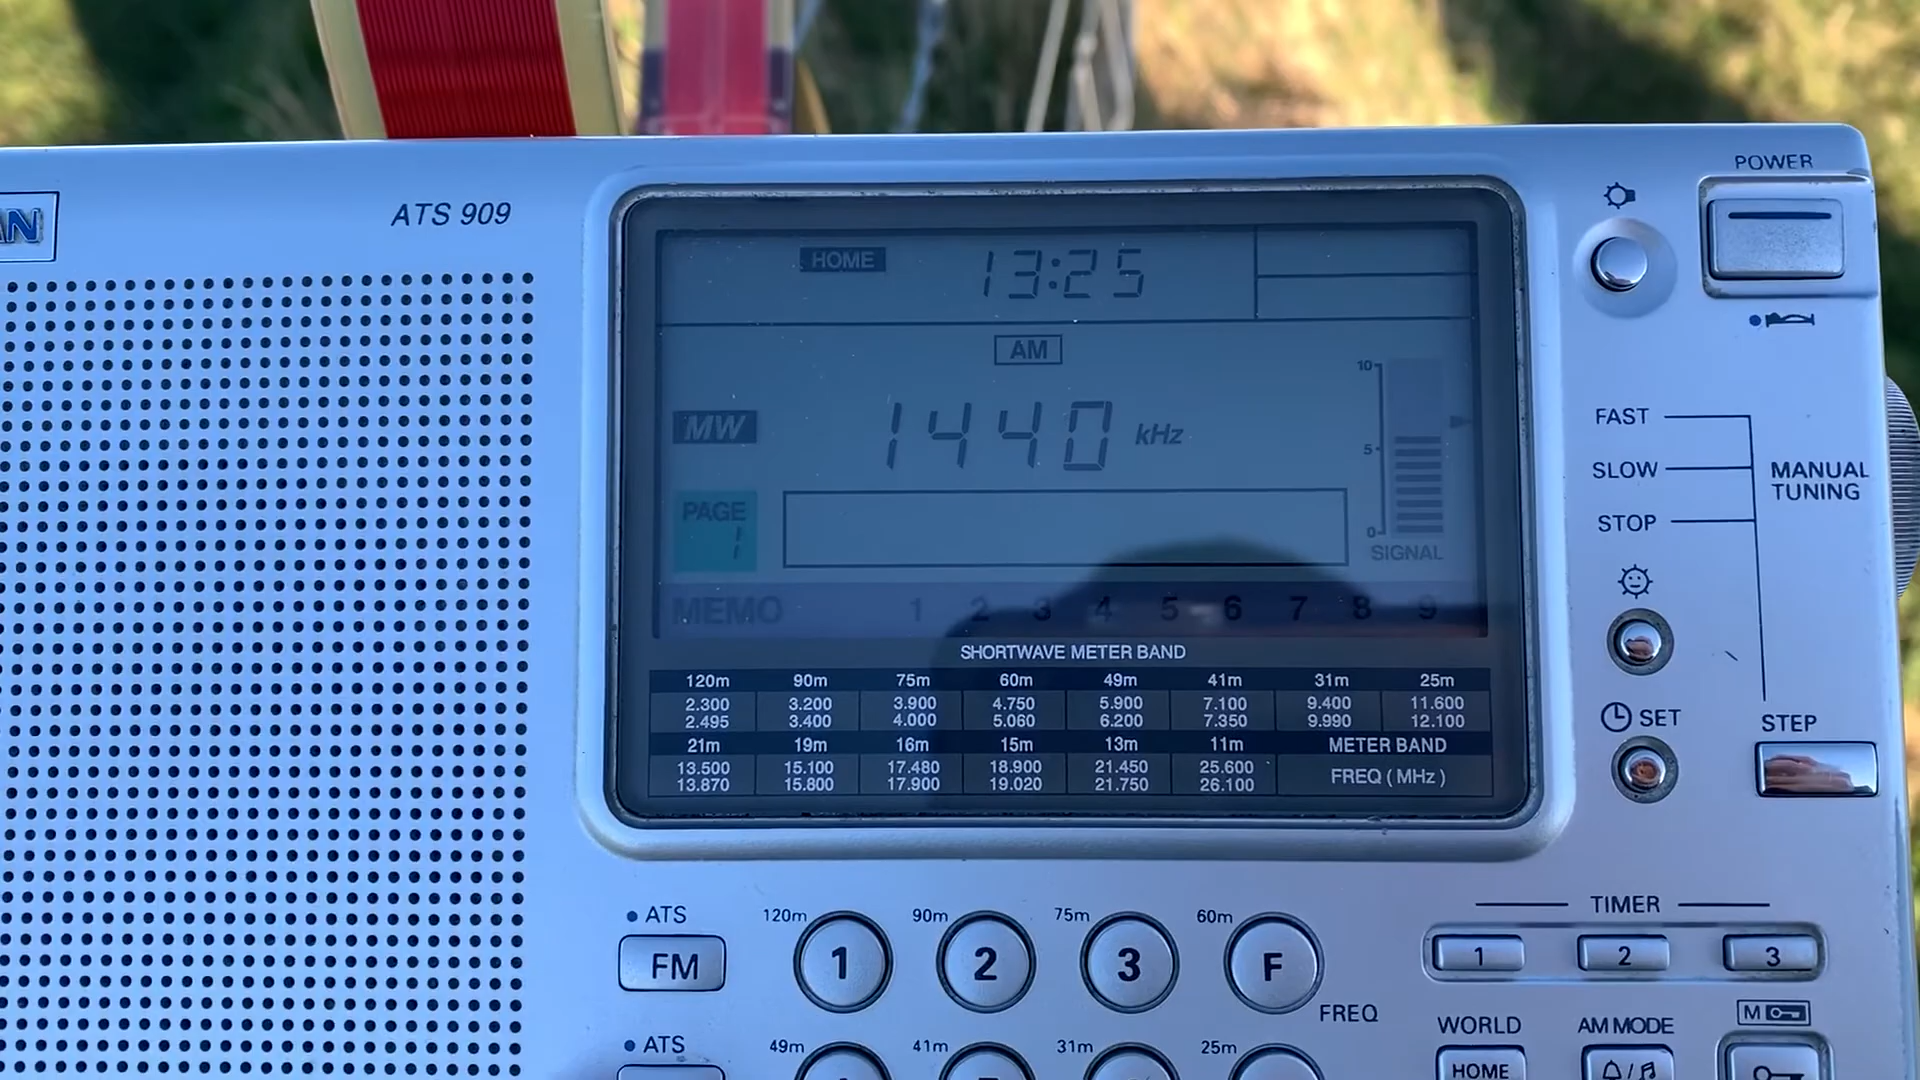 AN
ATS 909
POWER
HOME 13:25
AM
MW 1440 kHz
10
5
0
SIGNAL
PAGE
1
MEMO 1 2 3 4 5 6 7 8 9
SHORTWAVE METER BAND
120m 90m 75m 60m 49m 41m 31m 25m
2.300 3.200 3.900 4.750 5.900 7.100 9.400 11.600
2.495 3.400 4.000 5.060 6.200 7.350 9.990 12.100
21m 19m 16m 15m 13m 11m METER BAND
13.500 15.100 17.480 18.900 21.450 25.600 FREQ ( MHz )
13.870 15.800 17.900 19.020 21.750 26.100
FAST
SLOW
STOP
MANUAL
TUNING
SET
STEP
TIMER
1 2 3
ATS
FM
120m 90m 75m 60m
1 2 3 F
FREQ
WORLD AM MODE M
HOME
ATS
49m 41m 31m 25m